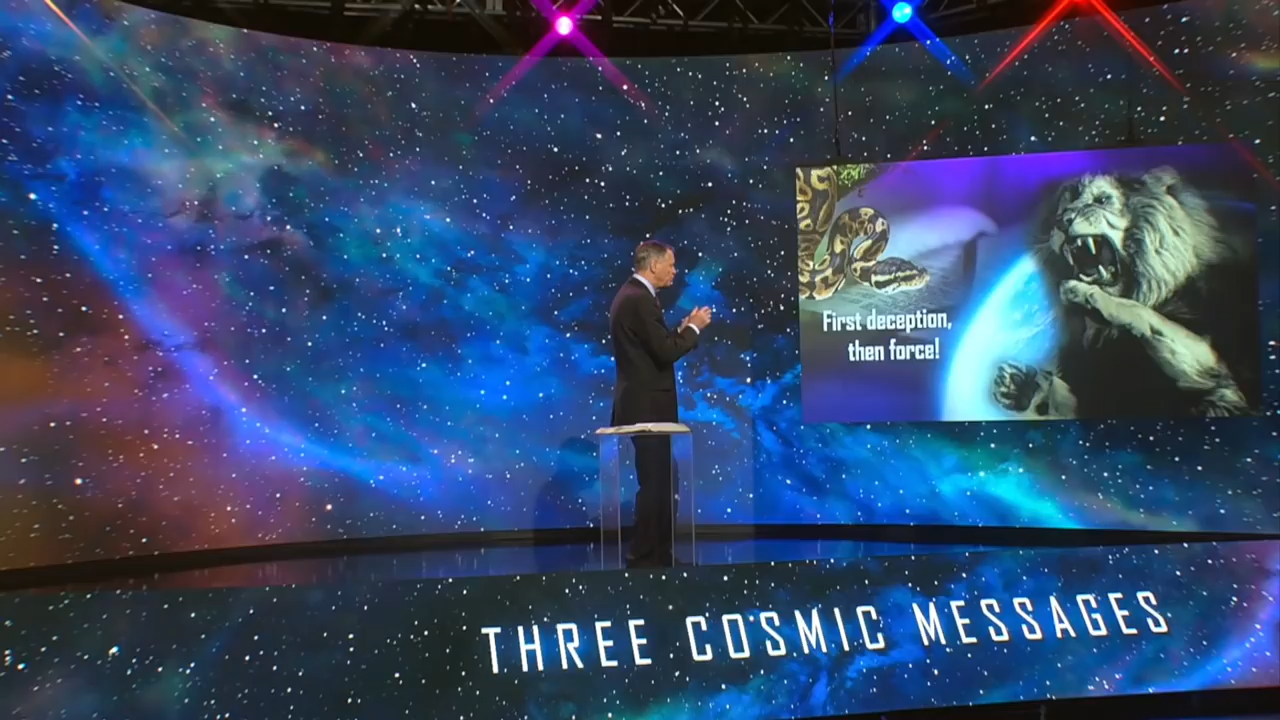 First deception,
then force!
THREE COSMIC MESSAGES